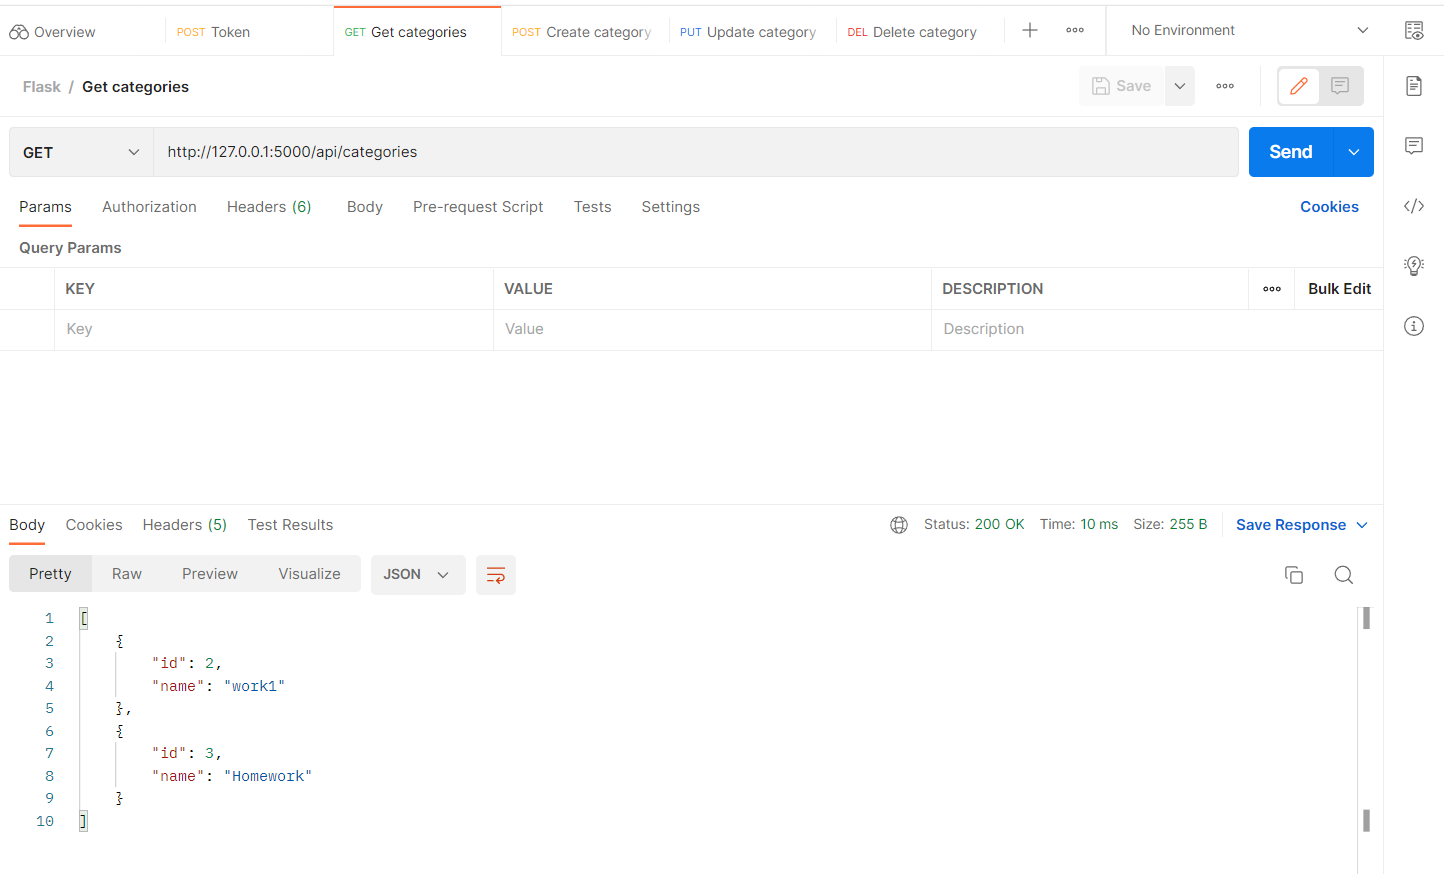 Overview POST Token GET Get categories POST Create category PUT Update category DEL Delete category No Environment
Flask / Get categories Save
GET http://127.0.0.1:5000/api/categories Send
Params Authorization Headers (6) Body Pre-request Script Tests Settings Cookies
Query Params
KEY VALUE DESCRIPTION Bulk Edit
Key Value Description
Body Cookies Headers (5) Test Results Status: 200 OK Time: 10 ms Size: 255 B Save Response
Pretty Raw Preview Visualize JSON
1 [
2 {
3 "id": 2,
4 "name": "work1"
5 },
6 {
7 "id": 3,
8 "name": "Homework"
9 }
10 ]